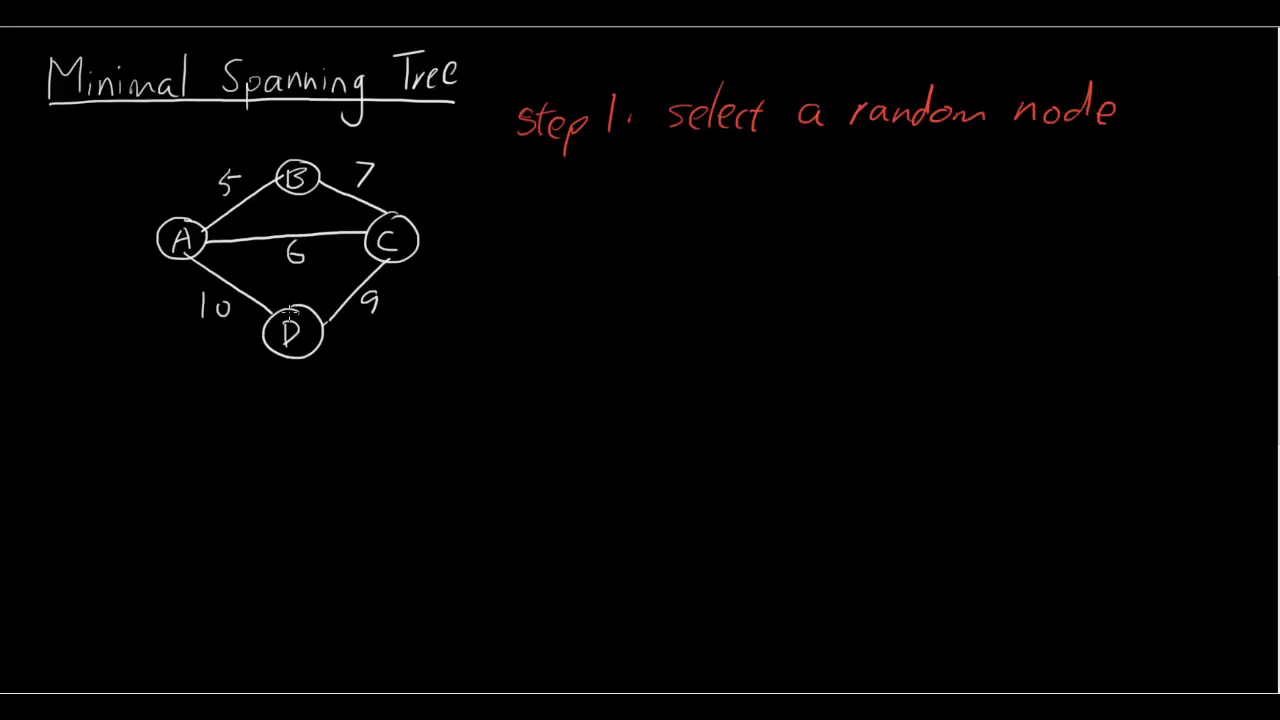 Minimal Spanning Tree
step 1. select a random node
5 B 7
A 6 C
10 D 9